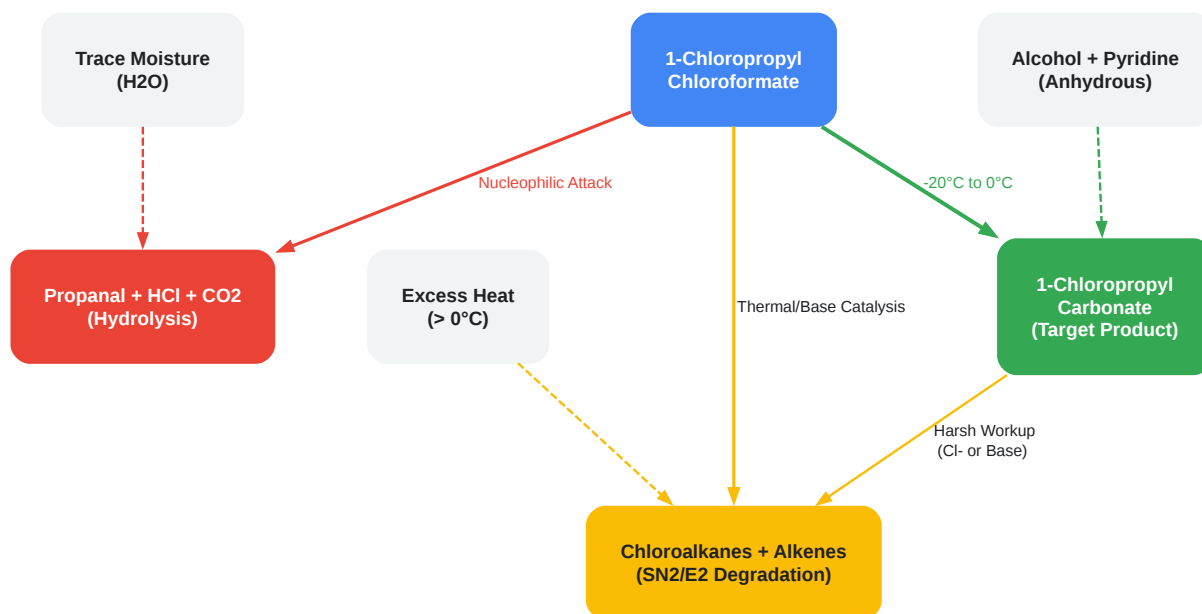 Trace Moisture
(H2O)
1-Chloropropyl
Chloroformate
Alcohol + Pyridine
(Anhydrous)
Nucleophilic Attack
-20°C to 0°C
Propanal + HCl + CO2
(Hydrolysis)
Excess Heat
(> 0°C)
Thermal/Base Catalysis
1-Chloropropyl
Carbonate
(Target Product)
Harsh Workup
(Cl- or Base)
Chloroalkanes + Alkenes
(SN2/E2 Degradation)